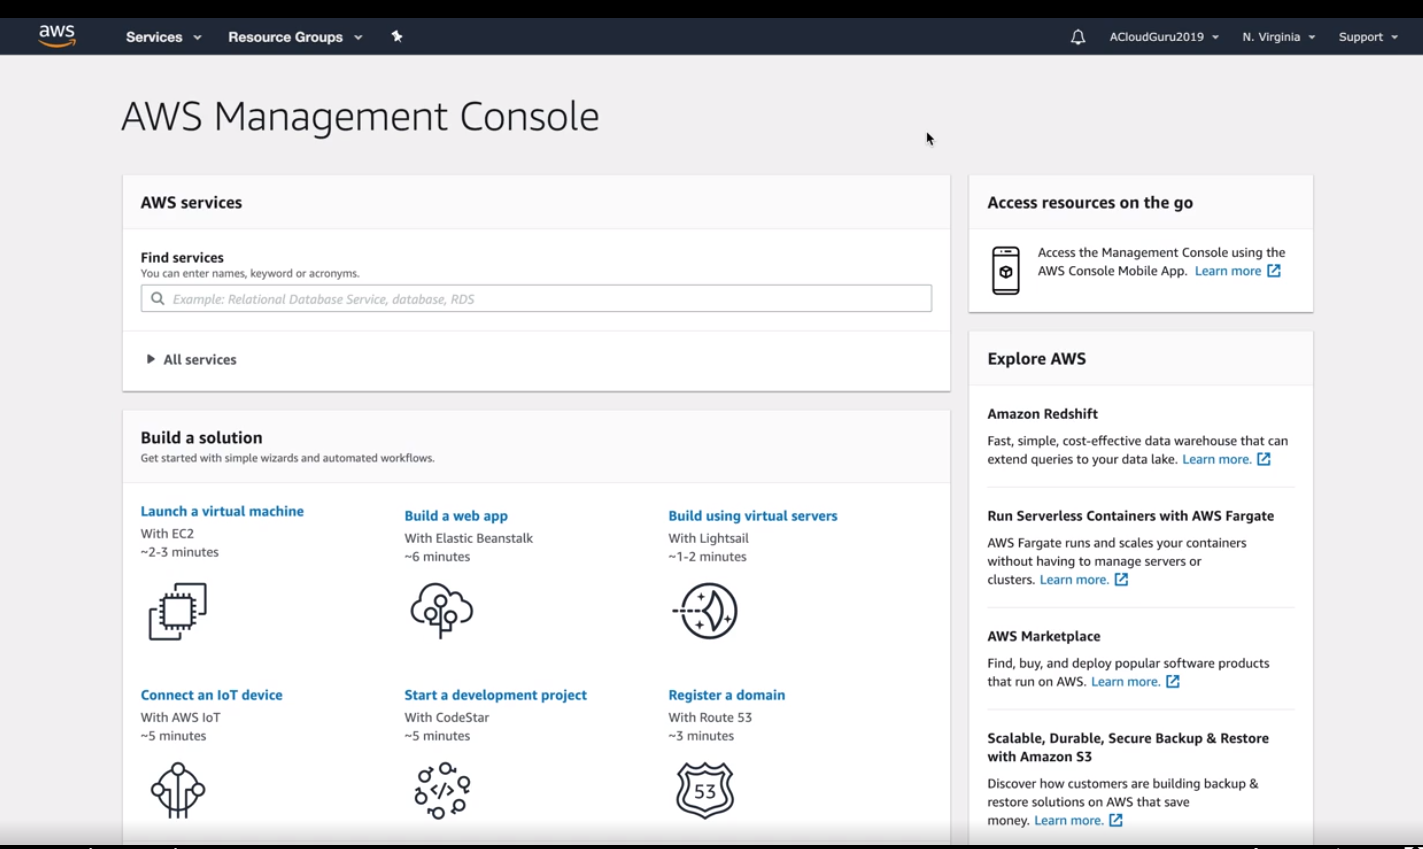 aws
Services
Resource Groups
ACloudGuru2019
N. Virginia
Support
AWS Management Console
AWS services
Find services
You can enter names, keyword or acronyms.
Example: Relational Database Service, database, RDS
All services
Build a solution
Get started with simple wizards and automated workflows.
Launch a virtual machine
With EC2
~2-3 minutes
Build a web app
With Elastic Beanstalk
~6 minutes
Build using virtual servers
With Lightsail
~1-2 minutes
Connect an IoT device
With AWS IoT
~5 minutes
Start a development project
With CodeStar
~5 minutes
</>
Register a domain
With Route 53
~3 minutes
53
Access resources on the go
Access the Management Console using the
AWS Console Mobile App. Learn more
Explore AWS
Amazon Redshift
Fast, simple, cost-effective data warehouse that can
extend queries to your data lake. Learn more.
Run Serverless Containers with AWS Fargate
AWS Fargate runs and scales your containers
without having to manage servers or
clusters. Learn more.
AWS Marketplace
Find, buy, and deploy popular software products
that run on AWS. Learn more.
Scalable, Durable, Secure Backup & Restore
with Amazon S3
Discover how customers are building backup &
restore solutions on AWS that save
money. Learn more.